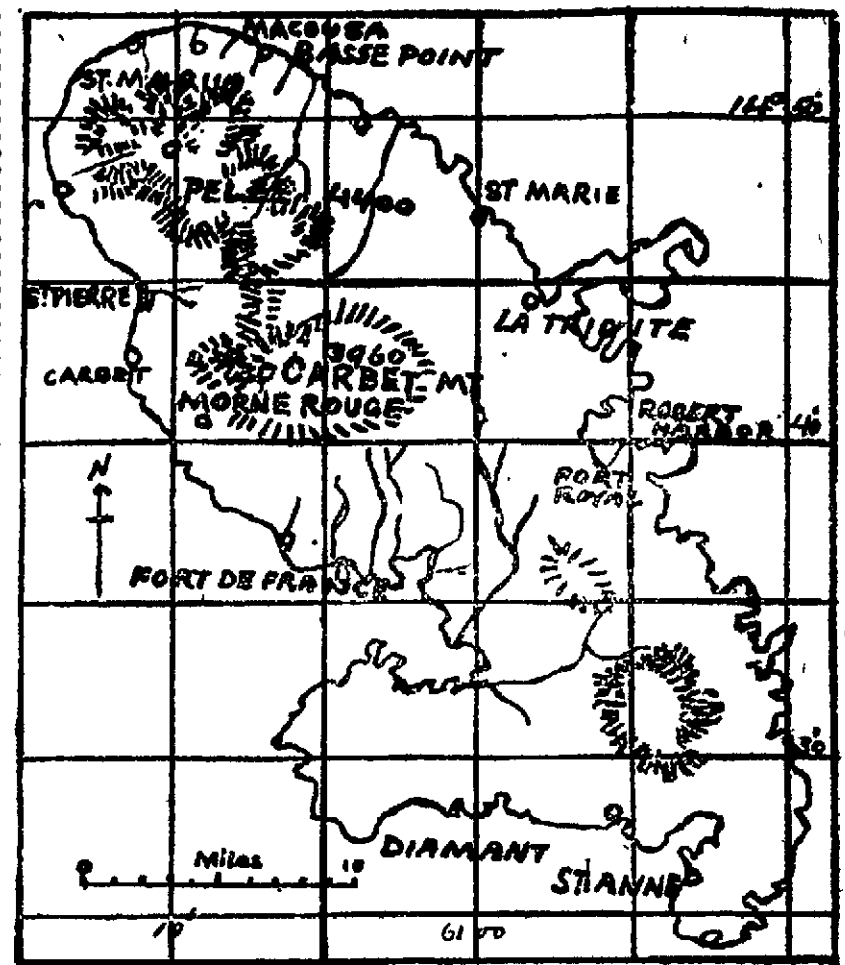 MACOUBA
BASSE POINT
14° 50'
PELEE
4400
ST MARIE
ST. PIERRE
LA TRINITE
CARBET
3960
CARBET MT
MORNE ROUGE
ROBERT
HARBOR
40'
N
PORT
ROYAL
FORT DE FRANCE
30'
DIAMANT
0 Miles 10
ST ANNE
10'
61 00